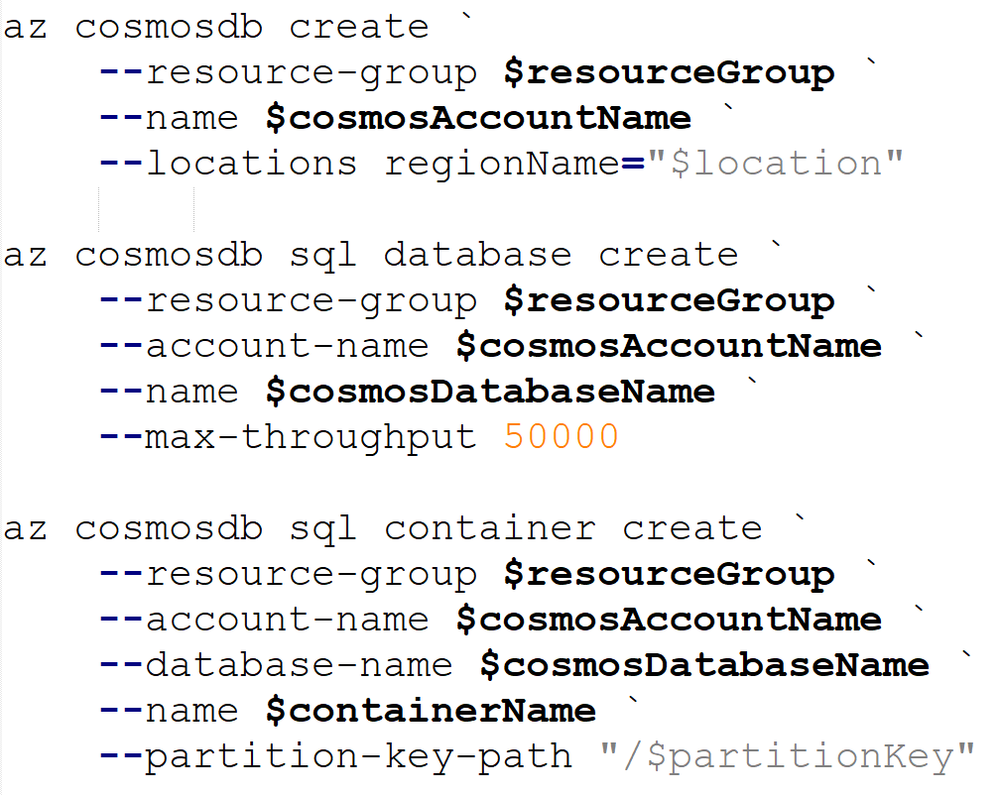 az cosmosdb create `
    --resource-group $resourceGroup `
    --name $cosmosAccountName `
    --locations regionName="$location"
az cosmosdb sql database create `
    --resource-group $resourceGroup `
    --account-name $cosmosAccountName `
    --name $cosmosDatabaseName `
    --max-throughput 50000
az cosmosdb sql container create `
    --resource-group $resourceGroup `
    --account-name $cosmosAccountName `
    --database-name $cosmosDatabaseName `
    --name $containerName `
    --partition-key-path "/$partitionKey"